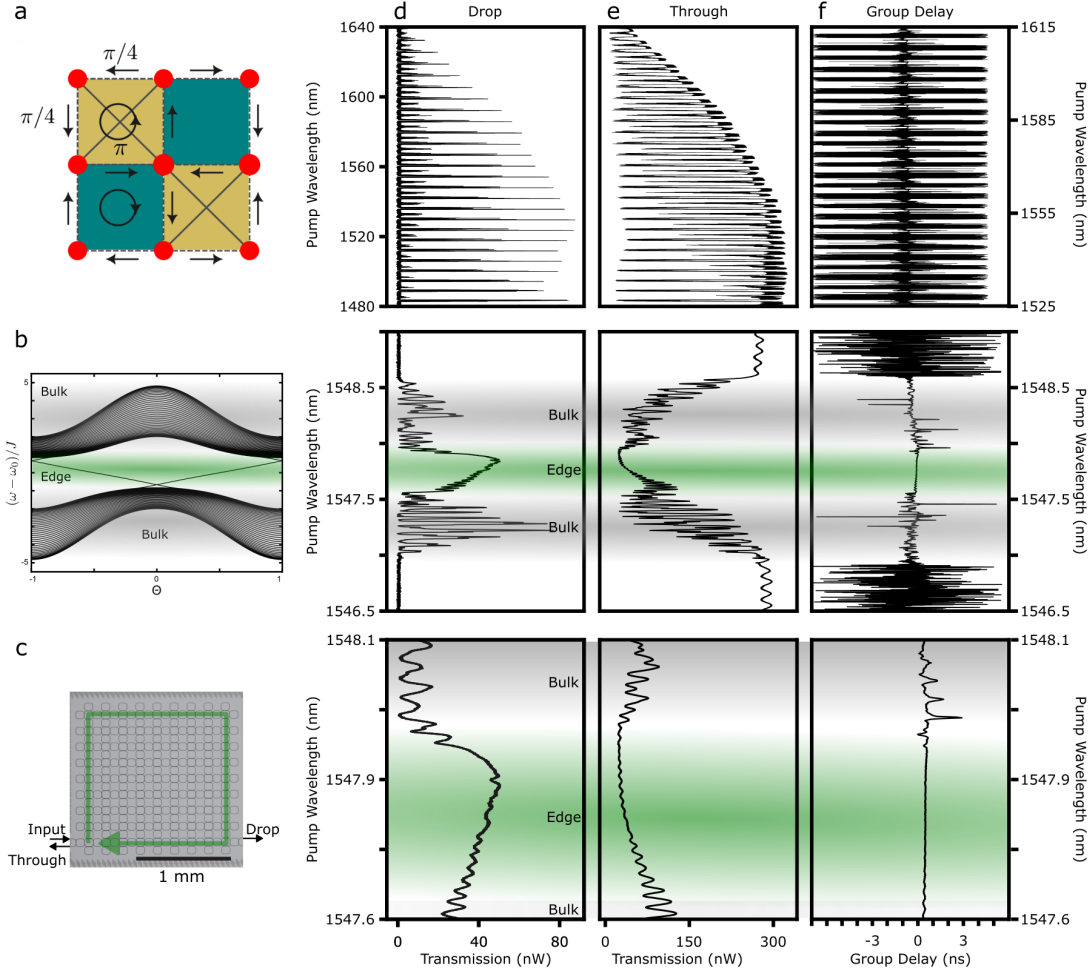 a
π/4
π/4
π
b
Bulk
Edge
Bulk
(ω − ω₀)/J
5
-5
-1
0
1
Θ
c
Input
Through
Drop
1 mm
d
e
f
Drop
Through
Group Delay
Pump Wavelength (nm)
1640
1600
1560
1520
1480
1615
1585
1555
1525
Pump Wavelength (nm)
Pump Wavelength (nm)
1548.5
1547.5
1546.5
Bulk
Edge
Bulk
1548.5
1547.5
1546.5
Pump Wavelength (nm)
Pump Wavelength (nm)
1548.1
1547.9
1547.6
Bulk
Edge
Bulk
1548.1
1547.9
1547.6
Pump Wavelength (nm)
0
40
80
Transmission (nW)
0
150
300
Transmission (nW)
-3
0
3
Group Delay (ns)